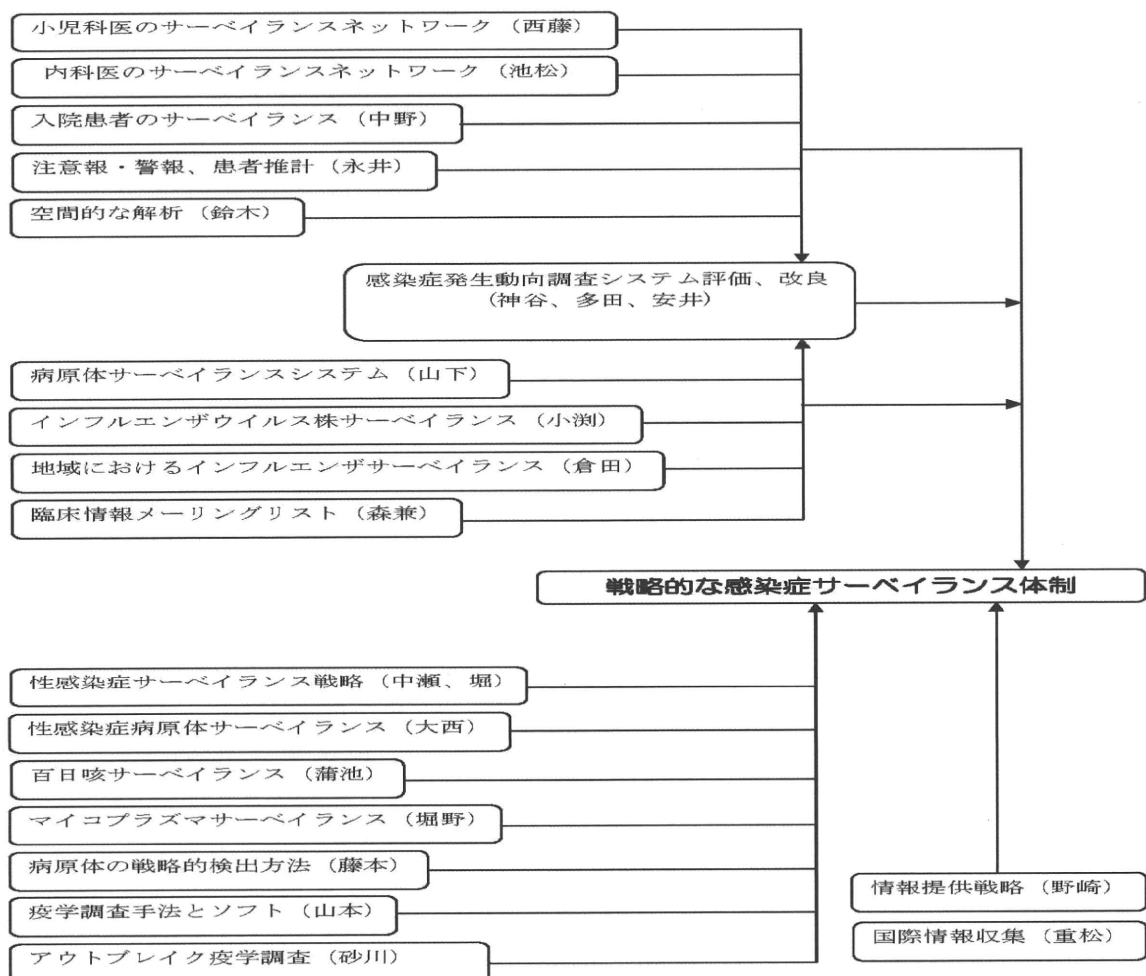 小児科医のサーベイランスネットワーク（西藤）
内科医のサーベイランスネットワーク（池松）
入院患者のサーベイランス（中野）
注意報・警報、患者推計（永井）
空間的な解析（鈴木）
感染症発生動向調査システム評価、改良
（神谷、多田、安井）
病原体サーベイランスシステム（山下）
インフルエンザウイルス株サーベイランス（小渕）
地域におけるインフルエンザサーベイランス（倉田）
臨床情報メーリングリスト（森兼）
戦略的な感染症サーベイランス体制
性感染症サーベイランス戦略（中瀬、堀）
性感染症病原体サーベイランス（大西）
百日咳サーベイランス（蒲池）
マイコプラズマサーベイランス（堀野）
病原体の戦略的検出方法（藤本）
疫学調査手法とソフト（山本）
アウトブレイク疫学調査（砂川）
情報提供戦略（野崎）
国際情報収集（重松）